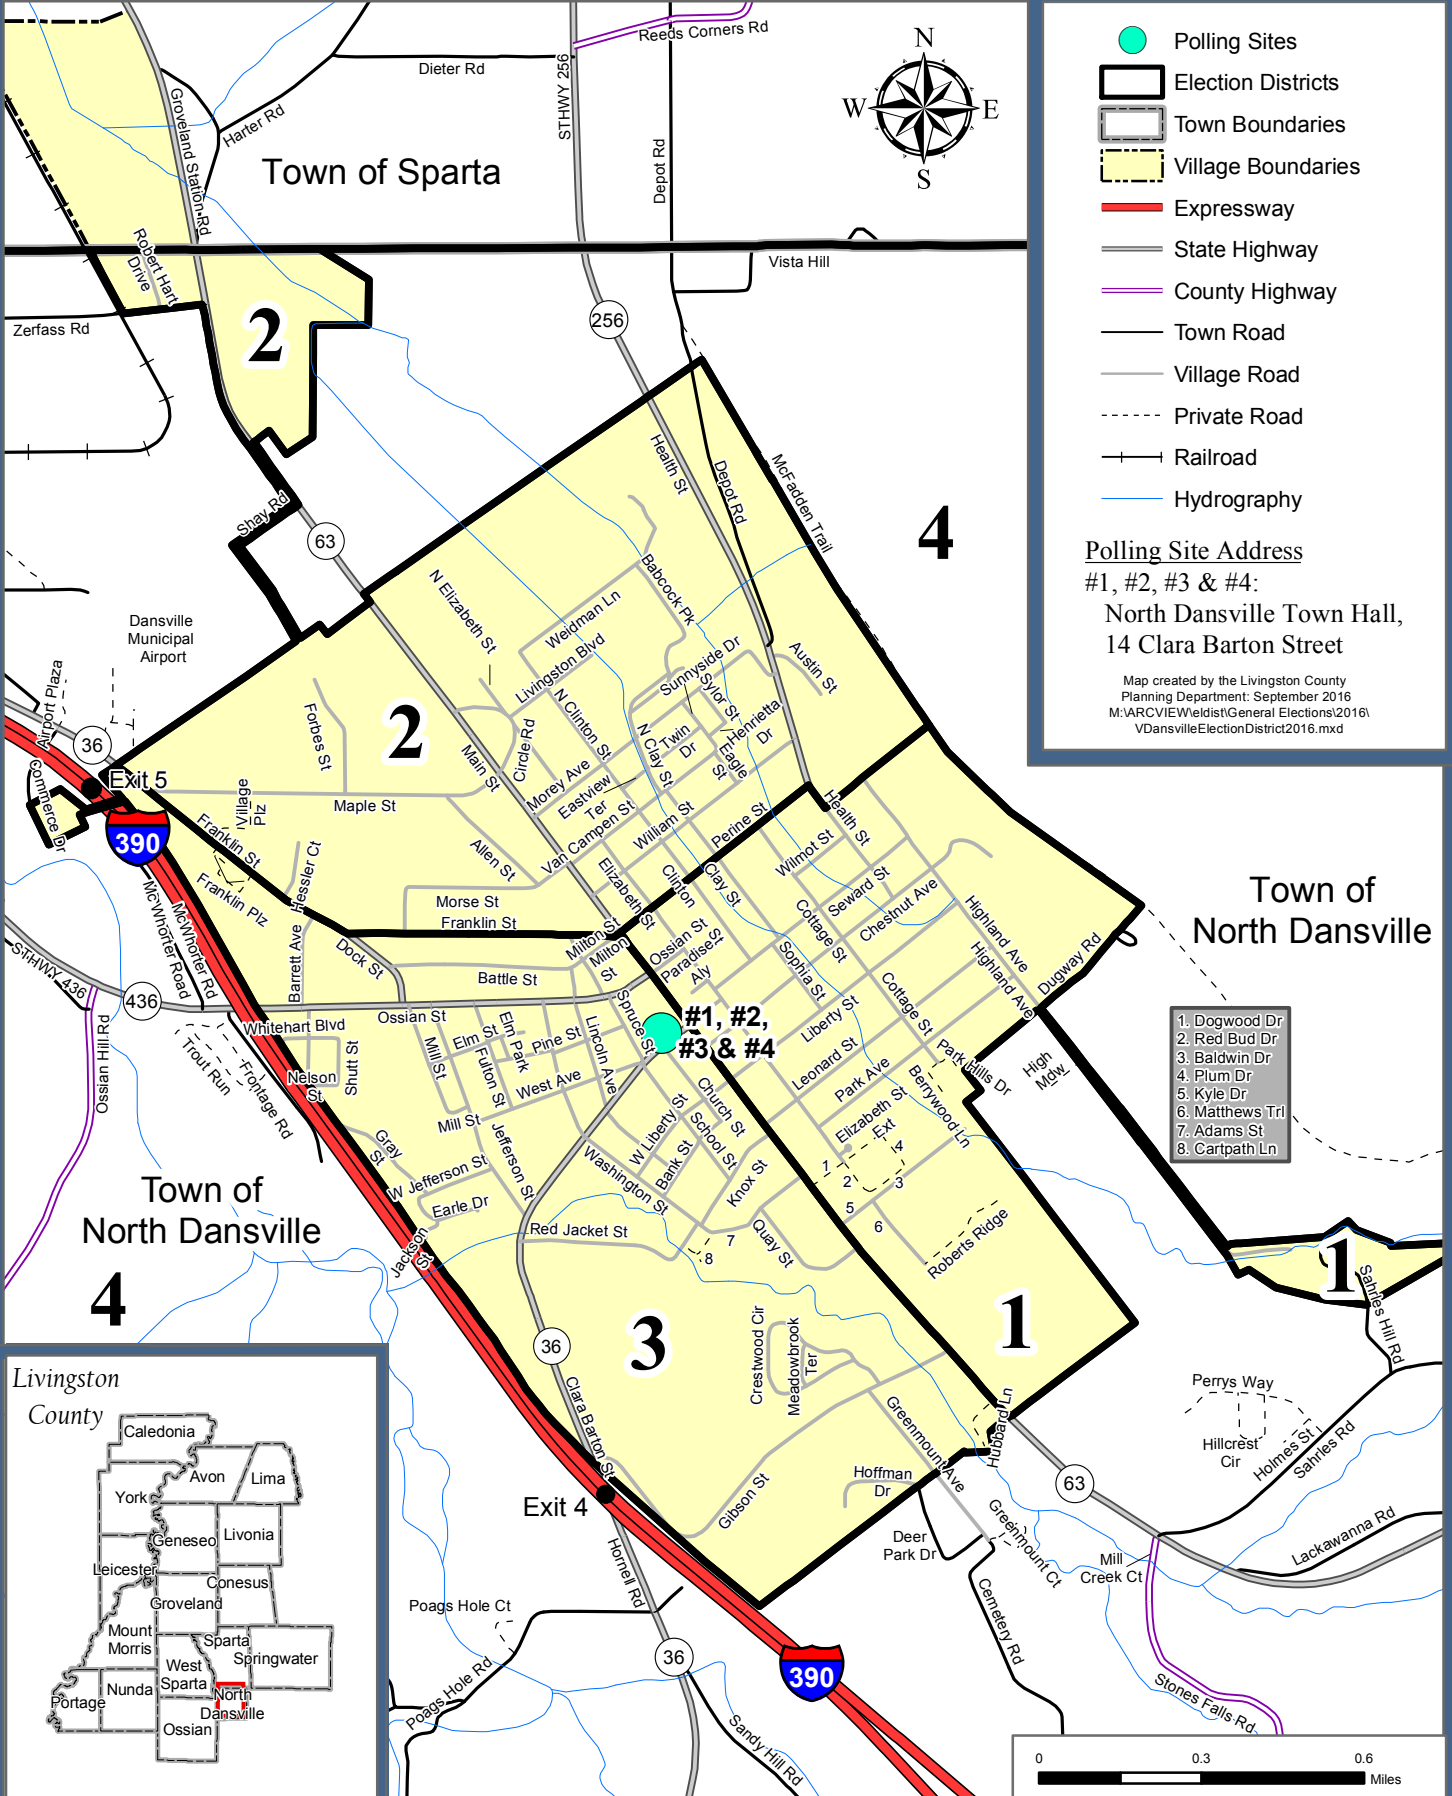 Reeds Corners Rd
Dieter Rd
STHWY 256
Groveland Station Rd
Harter Rd
Town of Sparta
Depot Rd
N
W
E
S
Robert Hart
Drive
Vista Hill
Zerfass Rd
2
256
Health St
Depot Rd
McFadden Trail
4
Shay Rd
63
Dansville
Municipal
Airport
N Elizabeth St
Babcock Pk
Weidman Ln
Livingston Blvd
Sunnyside Dr
Austin St
Sylor St
Henrietta
Dr
Airport Plaza
36
Forbes St
2
Circle Rd
N Clinton St
N Clay St
Twin
Dr
Eagle
St
Main St
Morey Ave
Exit 5
Commerce Dr
Village
Plz
Maple St
Eastview
Ter
Van Campen St
William St
Perine St
Health St
390
Franklin St
Hessler Ct
Allen St
Wilmot St
Franklin Plz
Morse St
Franklin St
Elizabeth St
Clinton
St
Clay St
Seward St
Chestnut Ave
Cottage St
Highland Ave
McWhorter Road
McWhorter Rd
Barrett Ave
Dock St
Milton St
Milton
St
Ossian St
Paradise
Aly
Sophia St
Highland Ave
Dugway Rd
Town of
North Dansville
STHWY 436
436
Battle St
Ossian St
Spruce St
#1, #2,
#3 & #4
Liberty St
Cottage St
Whitehart Blvd
Elm St
Elm Park
Pine St
Lincoln Ave
Leonard St
Park Hills Dr
High
Mdw
Trout Run
Frontage Rd
Ossian Hill Rd
Nelson
St
Shutt St
Mill St
Fulton St
West Ave
Park Ave
Berrywood Ln
Mill St
Church St
School St
W Liberty St
Bank St
Elizabeth St
Ext
Gray
St
Jefferson St
Washington St
Knox St
1
2
3
4
5
6
7
8
W Jefferson St
Earle Dr
Red Jacket St
Quay St
Roberts Ridge
Jackson
St
Town of
North Dansville
4
3
1
1
Sahrles Hill Rd
36
Crestwood Cir
Meadowbrook
Ter
Clara Barton St
Greenmount Ave
Hubbard Ln
Perrys Way
Hillcrest
Cir
Holmes St
Sahrles Rd
Exit 4
Gibson St
Hoffman
Dr
63
Deer
Park Dr
Greenmount Ct
Mill
Creek Ct
Lackawanna Rd
Hornell Rd
Poags Hole Ct
Poags Hole Rd
36
390
Cemetery Rd
Stones Falls Rd
Sandy Hill Rd
Polling Sites
Election Districts
Town Boundaries
Village Boundaries
Expressway
State Highway
County Highway
Town Road
Village Road
Private Road
Railroad
Hydrography
Polling Site Address
#1, #2, #3 & #4:
North Dansville Town Hall,
14 Clara Barton Street
Map created by the Livingston County
Planning Department: September 2016
M:\ARCVIEW\eldist\General Elections\2016\
VDansvilleElectionDistrict2016.mxd
1. Dogwood Dr
2. Red Bud Dr
3. Baldwin Dr
4. Plum Dr
5. Kyle Dr
6. Matthews Trl
7. Adams St
8. Cartpath Ln
Livingston
County
Caledonia
Avon
Lima
York
Geneseo
Livonia
Leicester
Conesus
Groveland
Mount
Morris
Sparta
Springwater
West
Sparta
Portage
Nunda
North
Dansville
Ossian
0
0.3
0.6
Miles